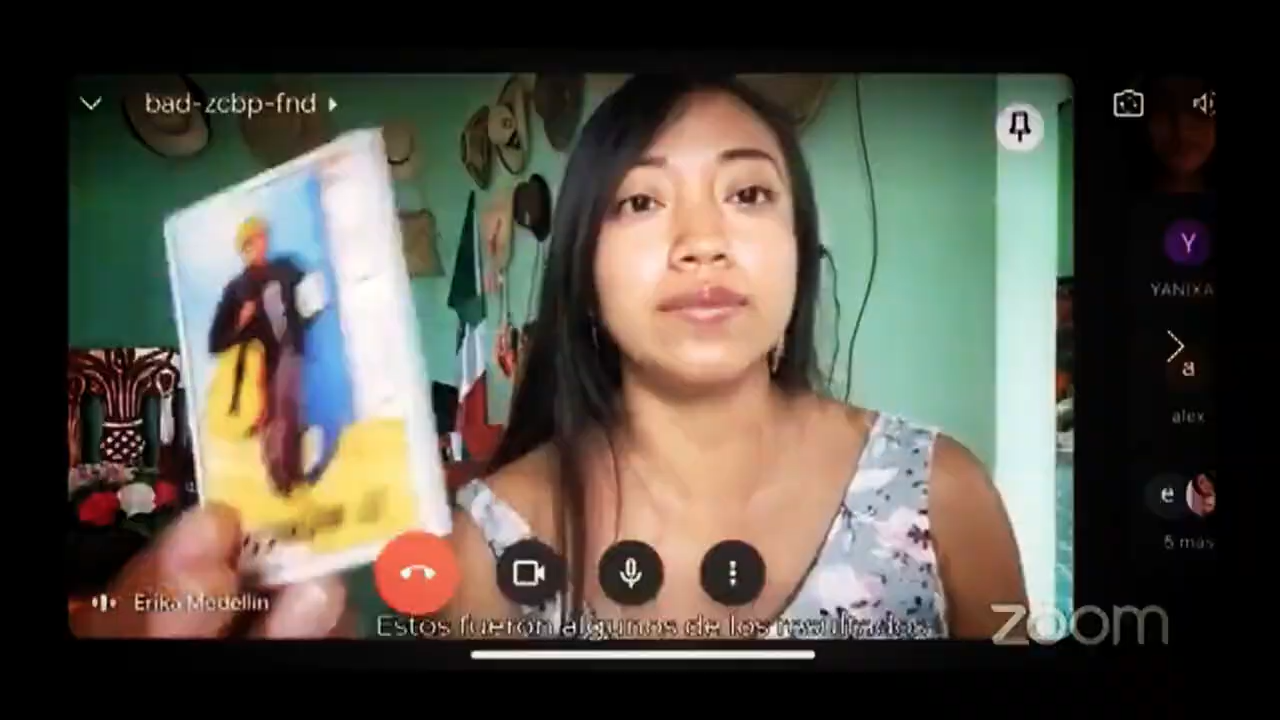 bad-zcbp-fnd
Y
YANIXA
a
alex
e
5 más
Erika Medellin
Estos fueron algunos de los resultados
zoom